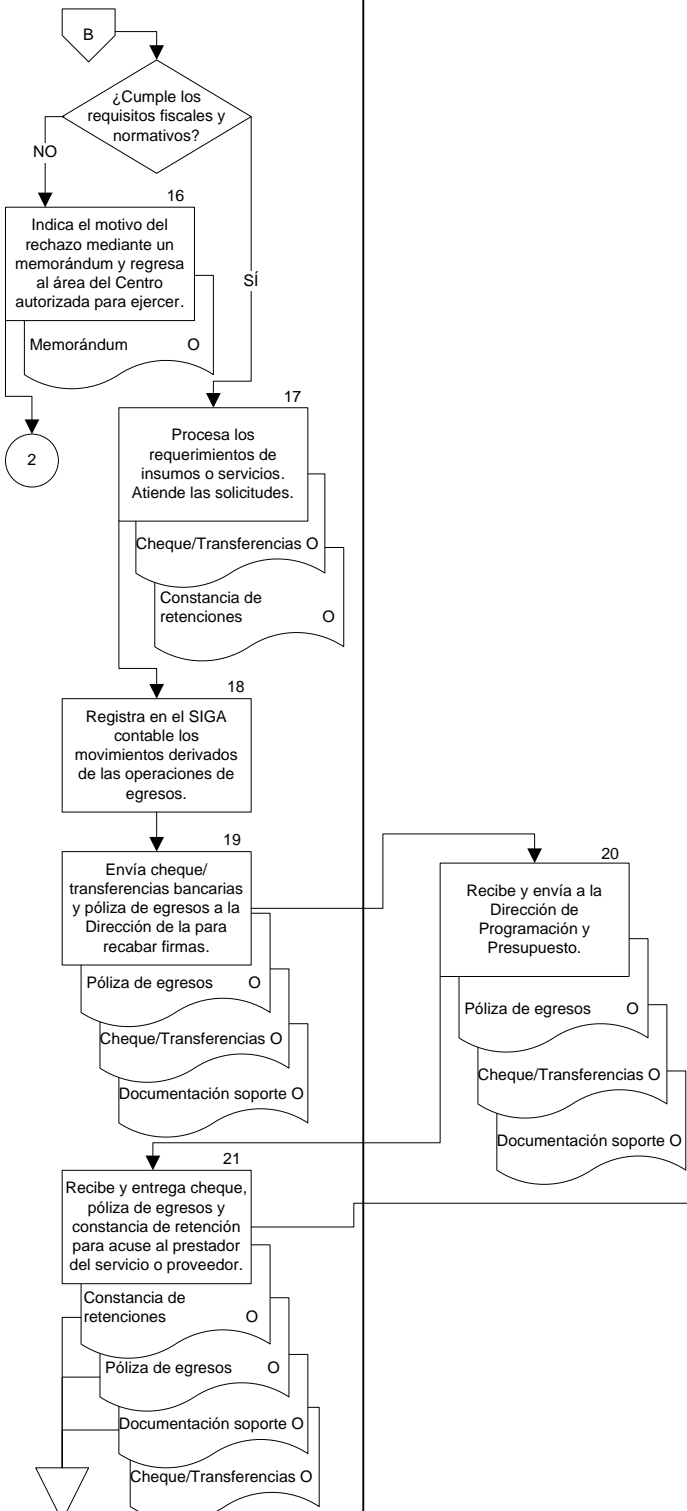 B
¿Cumple los
requisitos fiscales y
normativos?
NO
SÍ
16
Indica el motivo del
rechazo mediante un
memorándum y regresa
al área del Centro
autorizada para ejercer.
Memorándum O
2
17
Procesa los
requerimientos de
insumos o servicios.
Atiende las solicitudes.
Cheque/Transferencias O
Constancia de
retenciones O
18
Registra en el SIGA
contable los
movimientos derivados
de las operaciones de
egresos.
19
Envía cheque/
transferencias bancarias
y póliza de egresos a la
Dirección de la para
recabar firmas.
Póliza de egresos O
Cheque/Transferencias O
Documentación soporte O
20
Recibe y envía a la
Dirección de
Programación y
Presupuesto.
Póliza de egresos O
Cheque/Transferencias O
Documentación soporte O
21
Recibe y entrega cheque,
póliza de egresos y
constancia de retención
para acuse al prestador
del servicio o proveedor.
Constancia de
retenciones O
Póliza de egresos O
Documentación soporte O
Cheque/Transferencias O